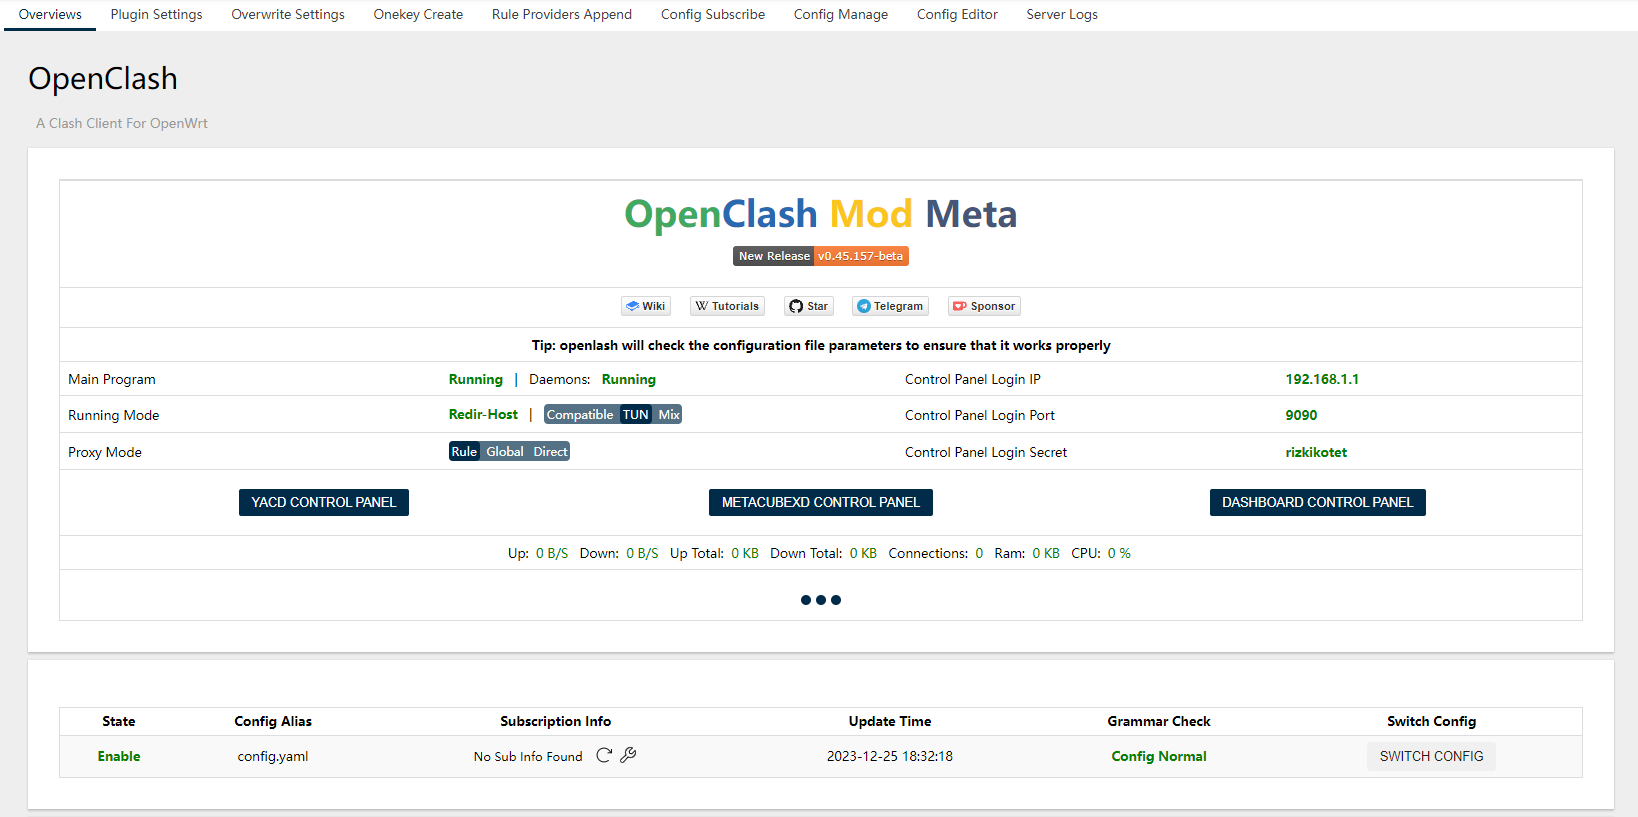 Overviews Plugin Settings Overwrite Settings Onekey Create Rule Providers Append Config Subscribe Config Manage Config Editor Server Logs
OpenClash
A Clash Client For OpenWrt
OpenClash Mod Meta
New Release v0.45.157-beta
Wiki Tutorials Star Telegram Sponsor
Tip: openlash will check the configuration file parameters to ensure that it works properly
Main Program Running | Daemons: Running Control Panel Login IP 192.168.1.1
Running Mode Redir-Host | Compatible TUN Mix Control Panel Login Port 9090
Proxy Mode Rule Global Direct Control Panel Login Secret rizkikotet
YACD CONTROL PANEL METACUBEXD CONTROL PANEL DASHBOARD CONTROL PANEL
Up: 0 B/S Down: 0 B/S Up Total: 0 KB Down Total: 0 KB Connections: 0 Ram: 0 KB CPU: 0 %
State Config Alias Subscription Info Update Time Grammar Check Switch Config
Enable config.yaml No Sub Info Found 2023-12-25 18:32:18 Config Normal SWITCH CONFIG